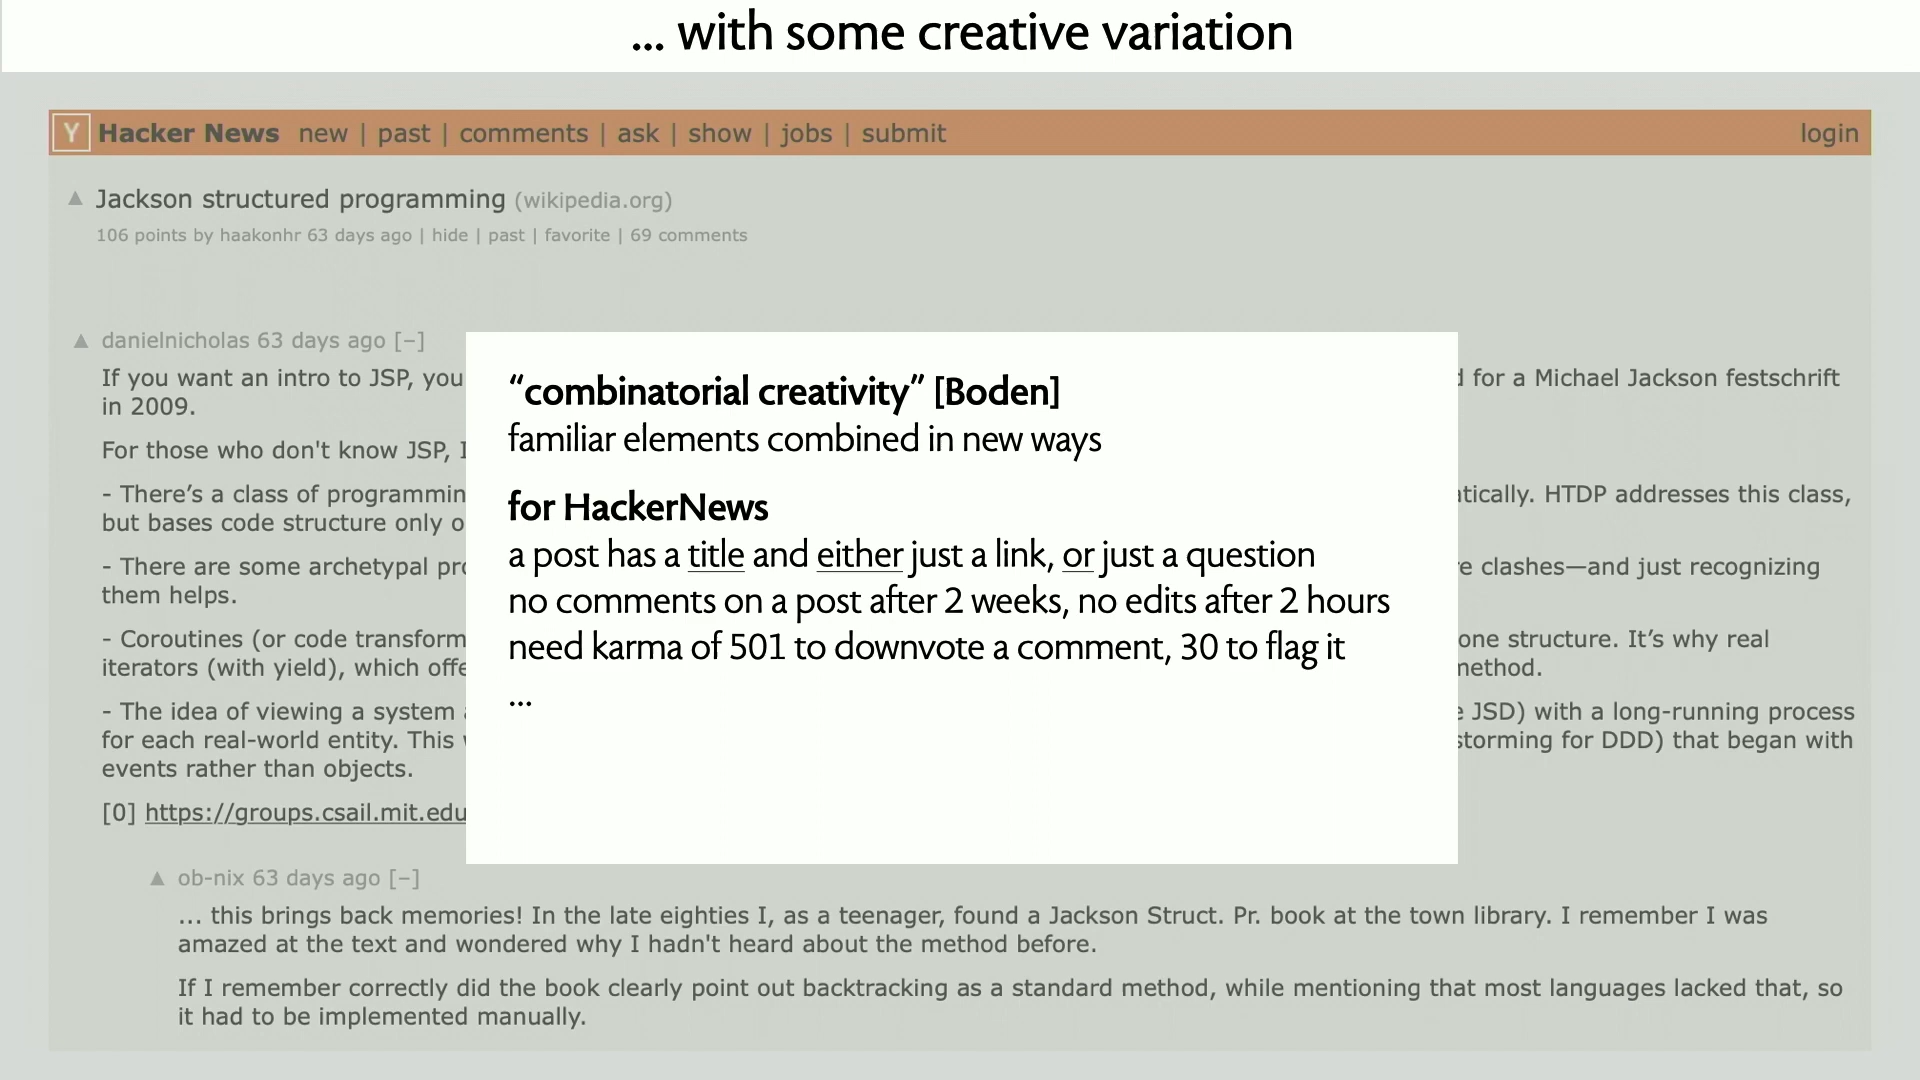 ... with some creative variation
Y Hacker News new | past | comments | ask | show | jobs | submit login
▲ Jackson structured programming (wikipedia.org)
106 points by haakonhr 63 days ago | hide | past | favorite | 69 comments
▲ danielnicholas 63 days ago [–]
If you want an intro to JSP, you
for a Michael Jackson festschrift
in 2009.
For those who don't know JSP, I
- There’s a class of
HTDP addresses this class,
but bases code structure only
- There are some archetypal
clashes—and just recognizing
them helps.
- Coroutines (or code
one structure. It’s why real
iterators (with yield), which
- The idea of viewing a system
JSD) with a long-running process
for each real-world entity. This
for DDD) that began with
events rather than objects.
[0] https://groups.csail.mit.edu
“combinatorial creativity” [Boden]
familiar elements combined in new ways
for HackerNews
a post has a title and either just a link, or just a question
no comments on a post after 2 weeks, no edits after 2 hours
need karma of 501 to downvote a comment, 30 to flag it
...
▲ ob-nix 63 days ago [–]
... this brings back memories! In the late eighties I, as a teenager, found a Jackson Struct. Pr. book at the town library. I remember I was
amazed at the text and wondered why I hadn't heard about the method before.
If I remember correctly did the book clearly point out backtracking as a standard method, while mentioning that most languages lacked that, so
it had to be implemented manually.